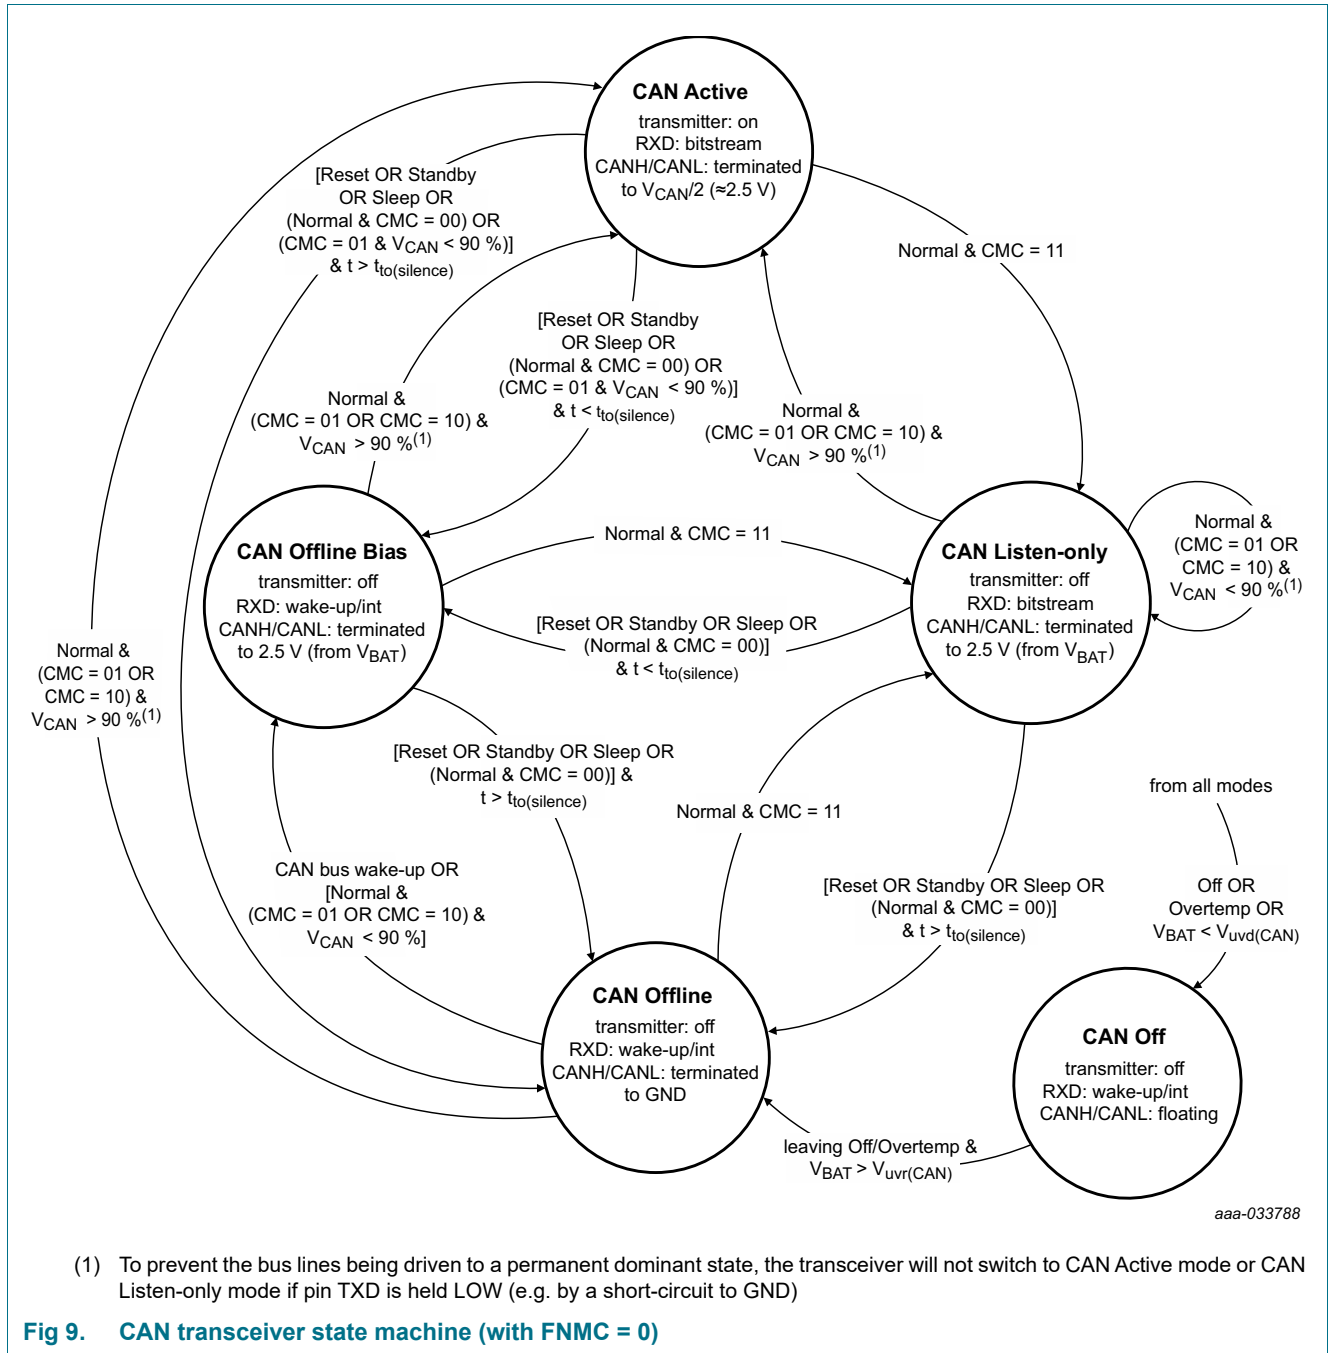 CAN Active
transmitter: on
RXD: bitstream
CANH/CANL: terminated
to VCAN/2 (≈2.5 V)
[Reset OR Standby
OR Sleep OR
(Normal & CMC = 00) OR
(CMC = 01 & VCAN < 90 %)]
& t > tto(silence)
Normal & CMC = 11
[Reset OR Standby
OR Sleep OR
(Normal & CMC = 00) OR
(CMC = 01 & VCAN < 90 %)]
& t < tto(silence)
Normal &
(CMC = 01 OR CMC = 10) &
VCAN > 90 %(1)
Normal &
(CMC = 01 OR CMC = 10) &
VCAN > 90 %(1)
CAN Offline Bias
transmitter: off
RXD: wake-up/int
CANH/CANL: terminated
to 2.5 V (from VBAT)
Normal & CMC = 11
CAN Listen-only
transmitter: off
RXD: bitstream
CANH/CANL: terminated
to 2.5 V (from VBAT)
Normal &
(CMC = 01 OR
CMC = 10) &
VCAN < 90 %(1)
[Reset OR Standby OR Sleep OR
(Normal & CMC = 00)]
& t < tto(silence)
Normal &
(CMC = 01 OR
CMC = 10) &
VCAN > 90 %(1)
[Reset OR Standby OR Sleep OR
(Normal & CMC = 00)] &
t > tto(silence)
Normal & CMC = 11
from all modes
CAN bus wake-up OR
[Normal &
(CMC = 01 OR CMC = 10) &
VCAN < 90 %]
[Reset OR Standby OR Sleep OR
(Normal & CMC = 00)]
& t > tto(silence)
Off OR
Overtemp OR
VBAT < Vuvd(CAN)
CAN Offline
transmitter: off
RXD: wake-up/int
CANH/CANL: terminated
to GND
CAN Off
transmitter: off
RXD: wake-up/int
CANH/CANL: floating
leaving Off/Overtemp &
VBAT > Vuvr(CAN)
aaa-033788
(1) To prevent the bus lines being driven to a permanent dominant state, the transceiver will not switch to CAN Active mode or CAN
Listen-only mode if pin TXD is held LOW (e.g. by a short-circuit to GND)
Fig 9. CAN transceiver state machine (with FNMC = 0)